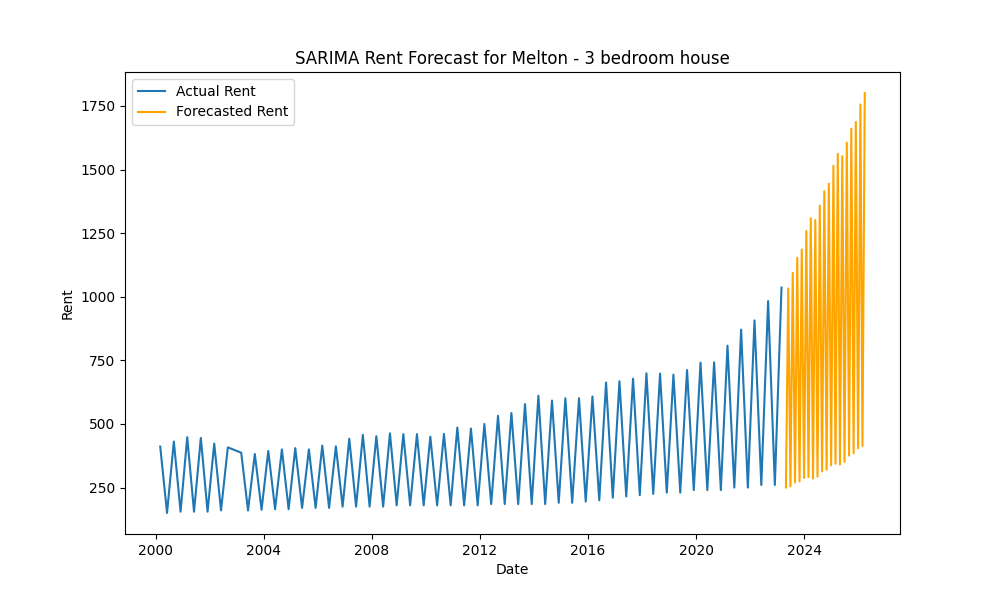 SARIMA Rent Forecast for Melton - 3 bedroom house
Actual Rent
Forecasted Rent
1750
1500
1250
1000
750
500
250
Rent
2000 2004 2008 2012 2016 2020 2024
Date